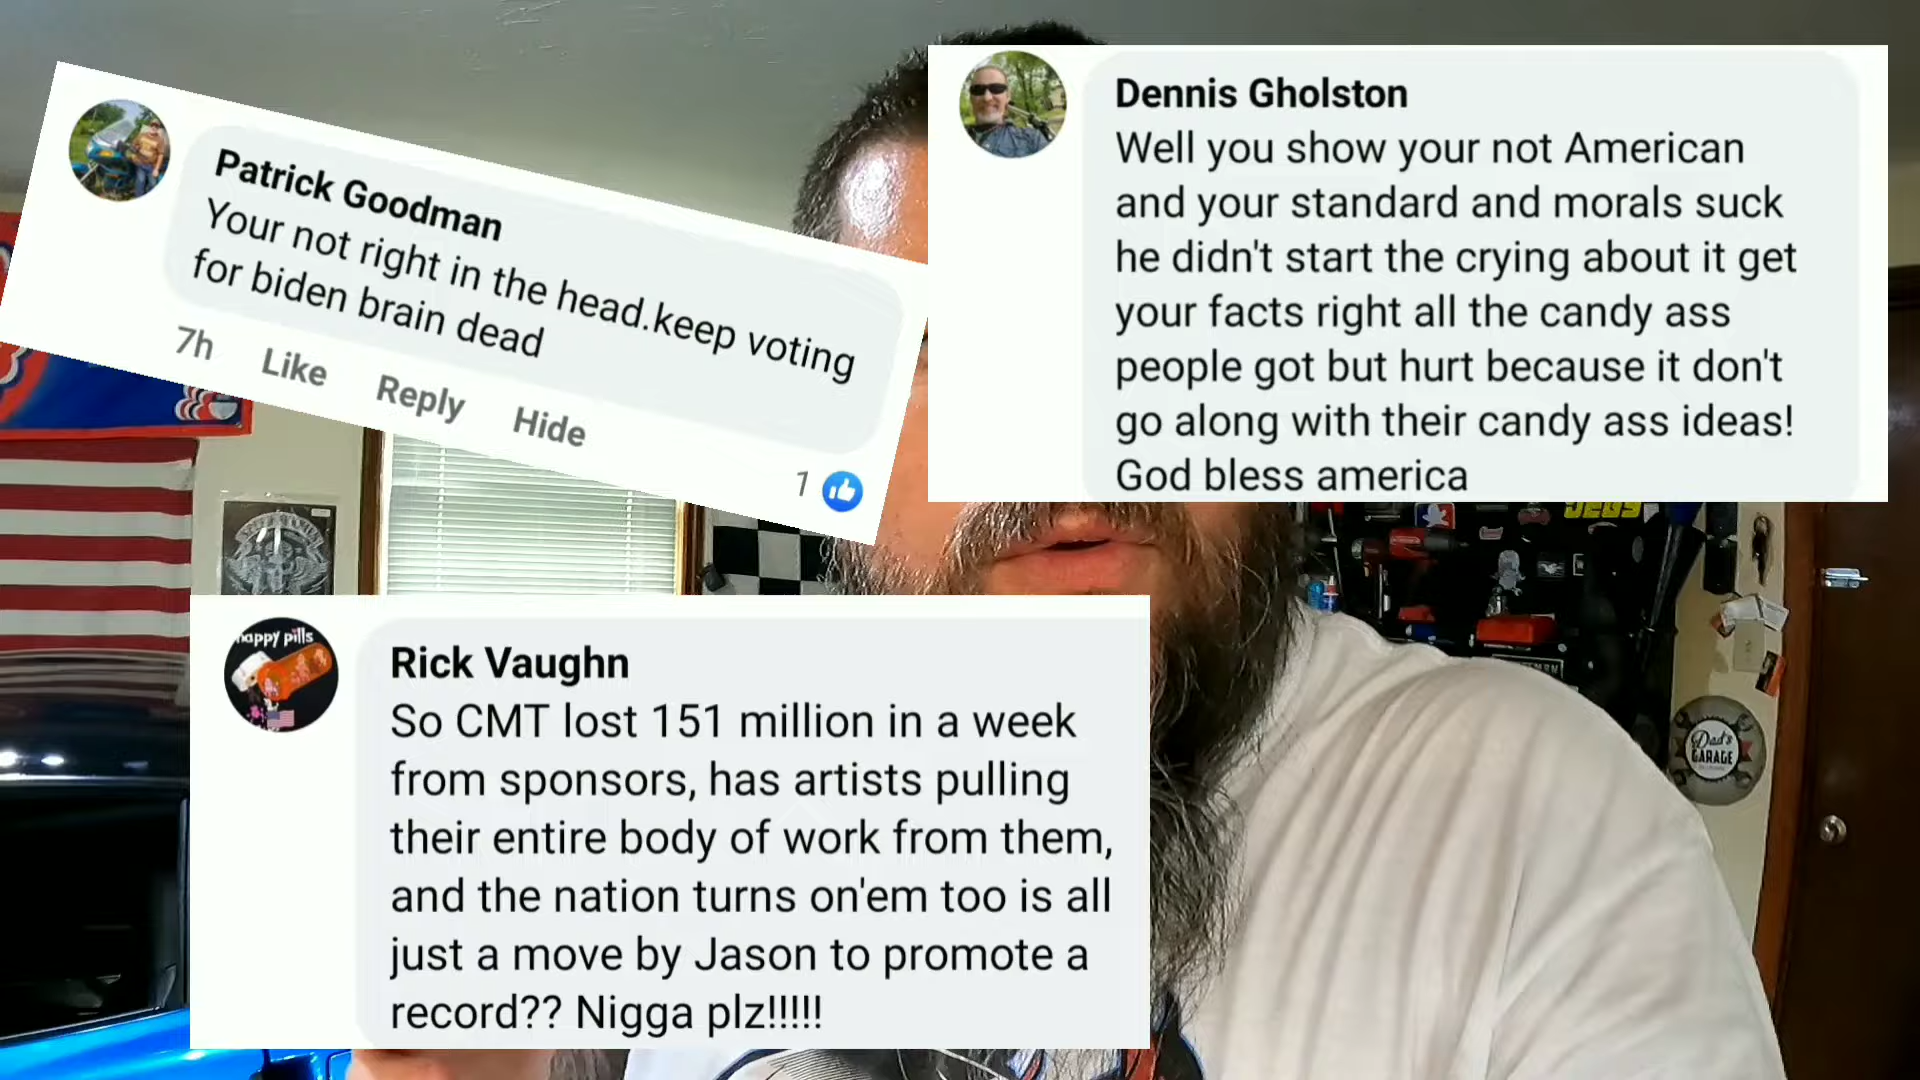 Patrick Goodman
Your not right in the head.keep voting
for biden brain dead
7h Like Reply Hide
1
Dennis Gholston
Well you show your not American
and your standard and morals suck
he didn't start the crying about it get
your facts right all the candy ass
people got but hurt because it don't
go along with their candy ass ideas!
God bless america
happy pills
Rick Vaughn
So CMT lost 151 million in a week
from sponsors, has artists pulling
their entire body of work from them,
and the nation turns on'em too is all
just a move by Jason to promote a
record?? Nigga plz!!!!!
JEGS
Dad's
GARAGE